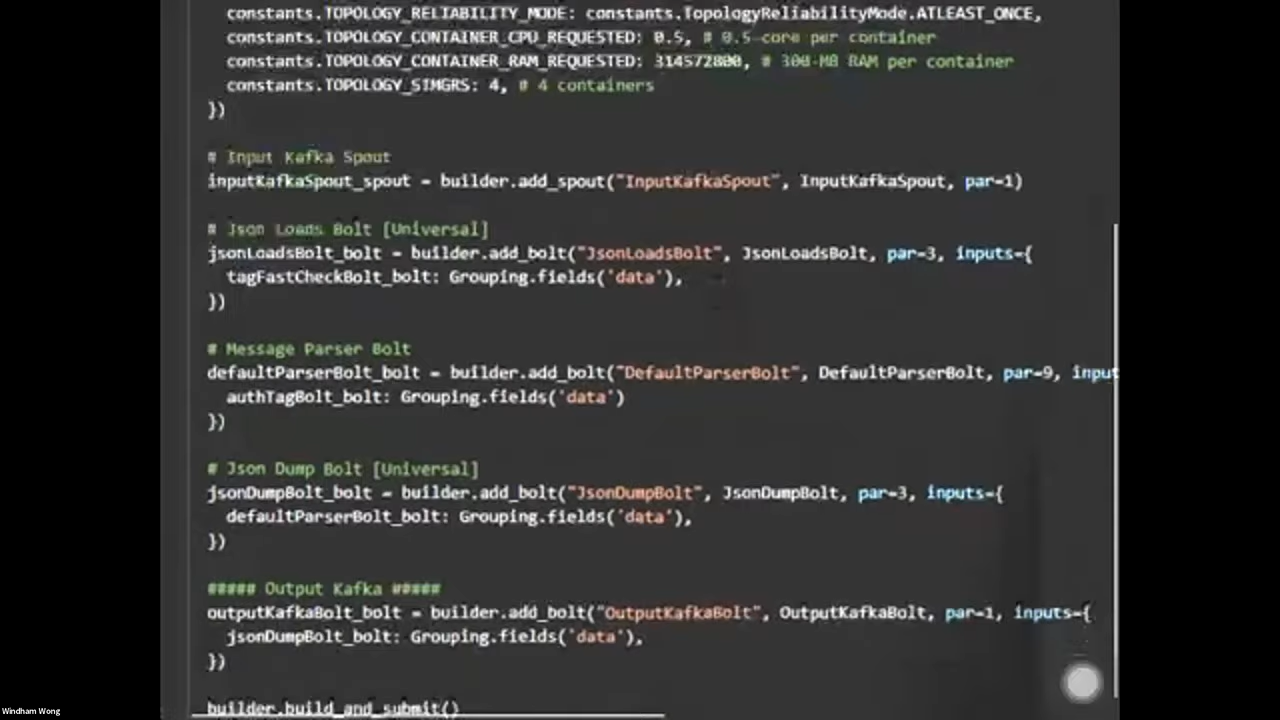 constants.TOPOLOGY_RELIABILITY_MODE: constants.TopologyReliabilityMode.ATLEAST_ONCE,
constants.TOPOLOGY_CONTAINER_CPU_REQUESTED: 0.5, # 0.5 core per container
constants.TOPOLOGY_CONTAINER_RAM_REQUESTED: 314572800, # 300-MB RAM per container
constants.TOPOLOGY_STMGRS: 4, # 4 containers
})
# Input Kafka Spout
inputKafkaSpout_spout = builder.add_spout("InputKafkaSpout", InputKafkaSpout, par=1)
# Json Loads Bolt [Universal]
jsonLoadsBolt_bolt = builder.add_bolt("JsonLoadsBolt", JsonLoadsBolt, par=3, inputs={
tagFastCheckBolt_bolt: Grouping.fields('data'),
})
# Message Parser Bolt
defaultParserBolt_bolt = builder.add_bolt("DefaultParserBolt", DefaultParserBolt, par=9, input
authTagBolt_bolt: Grouping.fields('data')
})
# Json Dump Bolt [Universal]
jsonDumpBolt_bolt = builder.add_bolt("JsonDumpBolt", JsonDumpBolt, par=3, inputs={
defaultParserBolt_bolt: Grouping.fields('data'),
})
##### Output Kafka #####
outputKafkaBolt_bolt = builder.add_bolt("OutputKafkaBolt", OutputKafkaBolt, par=1, inputs={
jsonDumpBolt_bolt: Grouping.fields('data'),
})
builder.build_and_submit()
Windham Wong